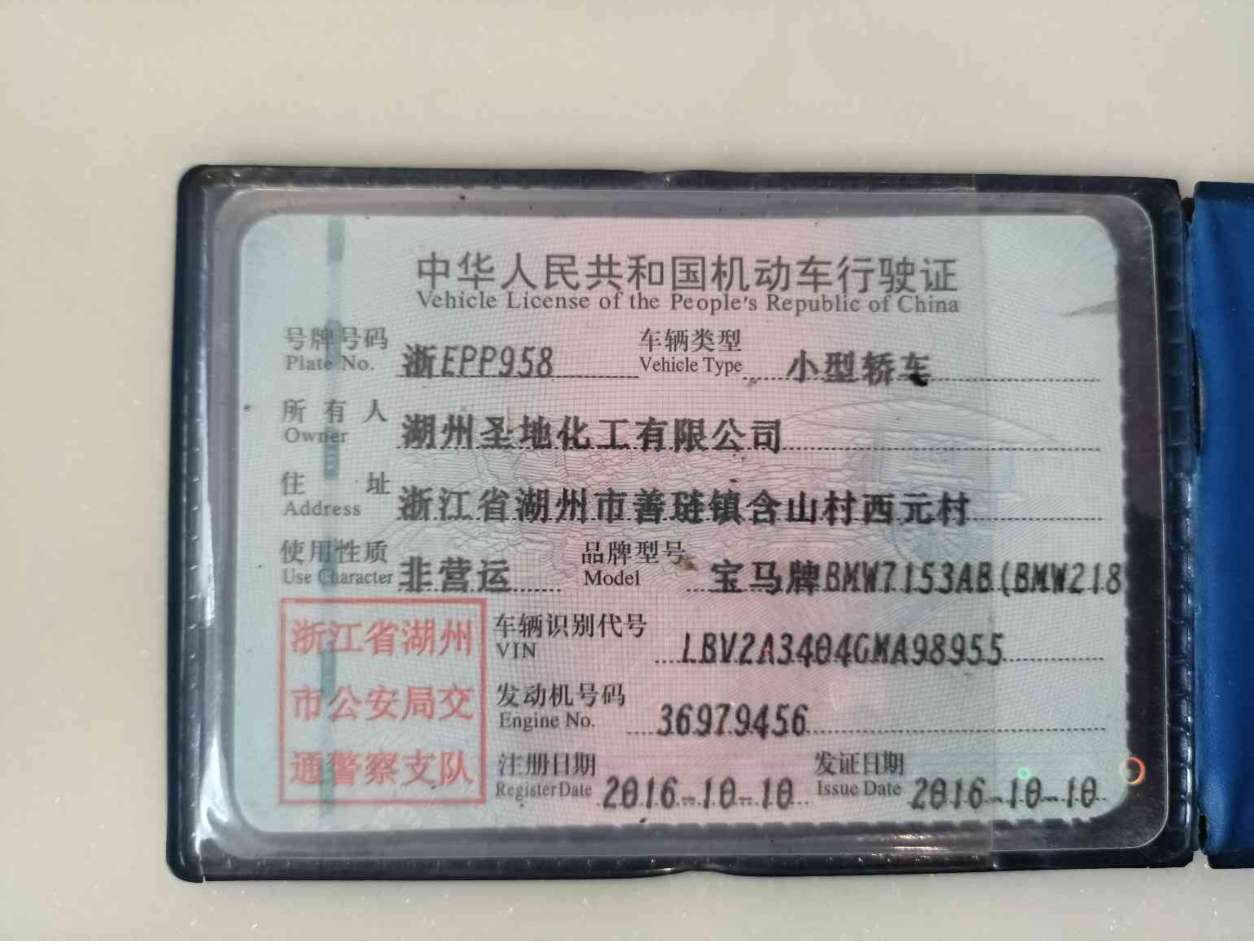 中华人民共和国机动车行驶证
Vehicle License of the People's Republic of China
号牌号码 浙EPP958 车辆类型 小型轿车
Plate No. Vehicle Type
所有人 湖州圣地化工有限公司
Owner
住址 浙江省湖州市善琏镇含山村西元村
Address
使用性质 非营运 品牌型号 宝马牌BMW7153AB(BMW218
Use Character Model
浙江省湖州
市公安局交
通警察支队
车辆识别代号 LBV2A3404GMA98955
VIN
发动机号码 36979456
Engine No.
注册日期 2016-10-10 发证日期 2016-10-10
Register Date Issue Date